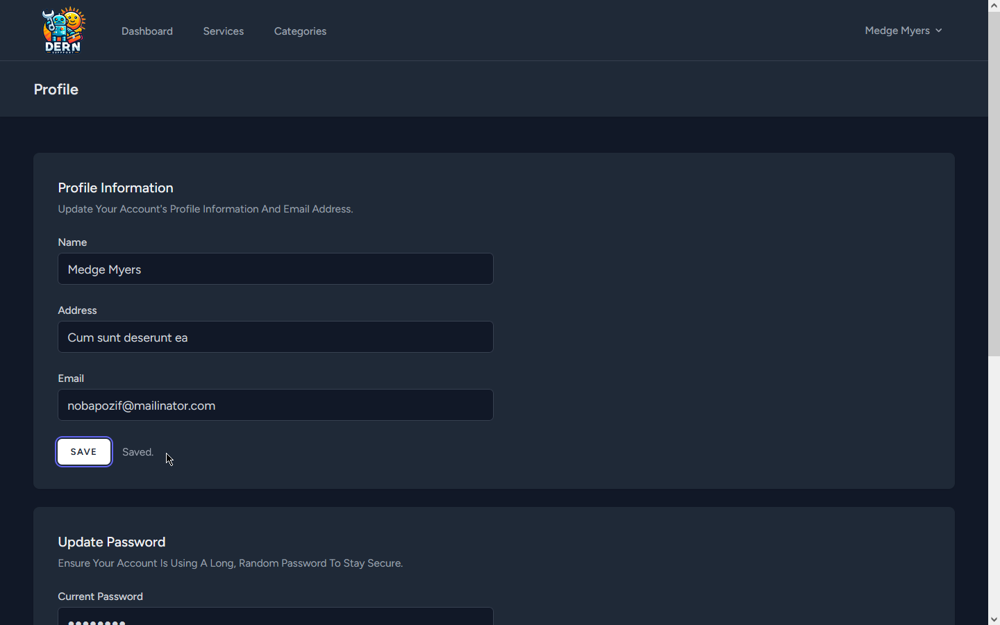 DERN
SUPPPORT
Dashboard
Services
Categories
Medge Myers
Profile
Profile Information
Update Your Account's Profile Information And Email Address.
Name
Medge Myers
Address
Cum sunt deserunt ea
Email
nobapozif@mailinator.com
SAVE
Saved.
Update Password
Ensure Your Account Is Using A Long, Random Password To Stay Secure.
Current Password